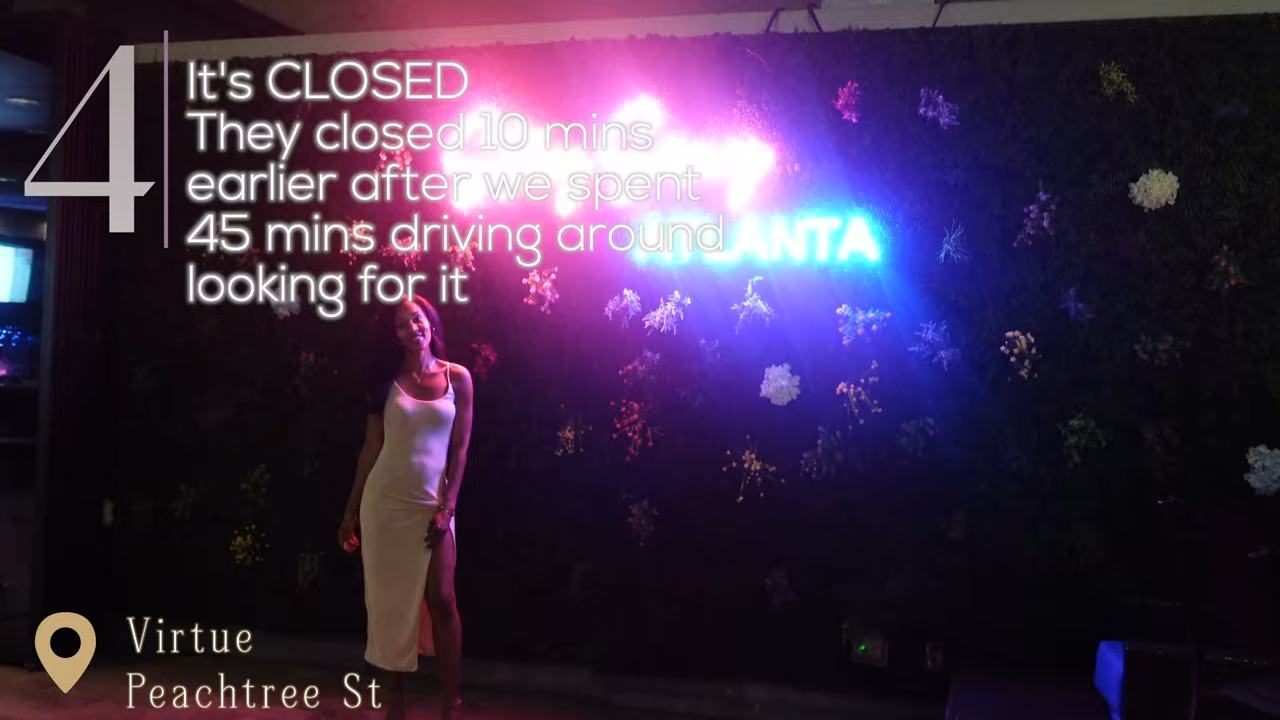 4
It's CLOSED
They closed 10 mins
earlier after we spent
45 mins driving around
looking for it
ATLANTA
Virtue
Peachtree St